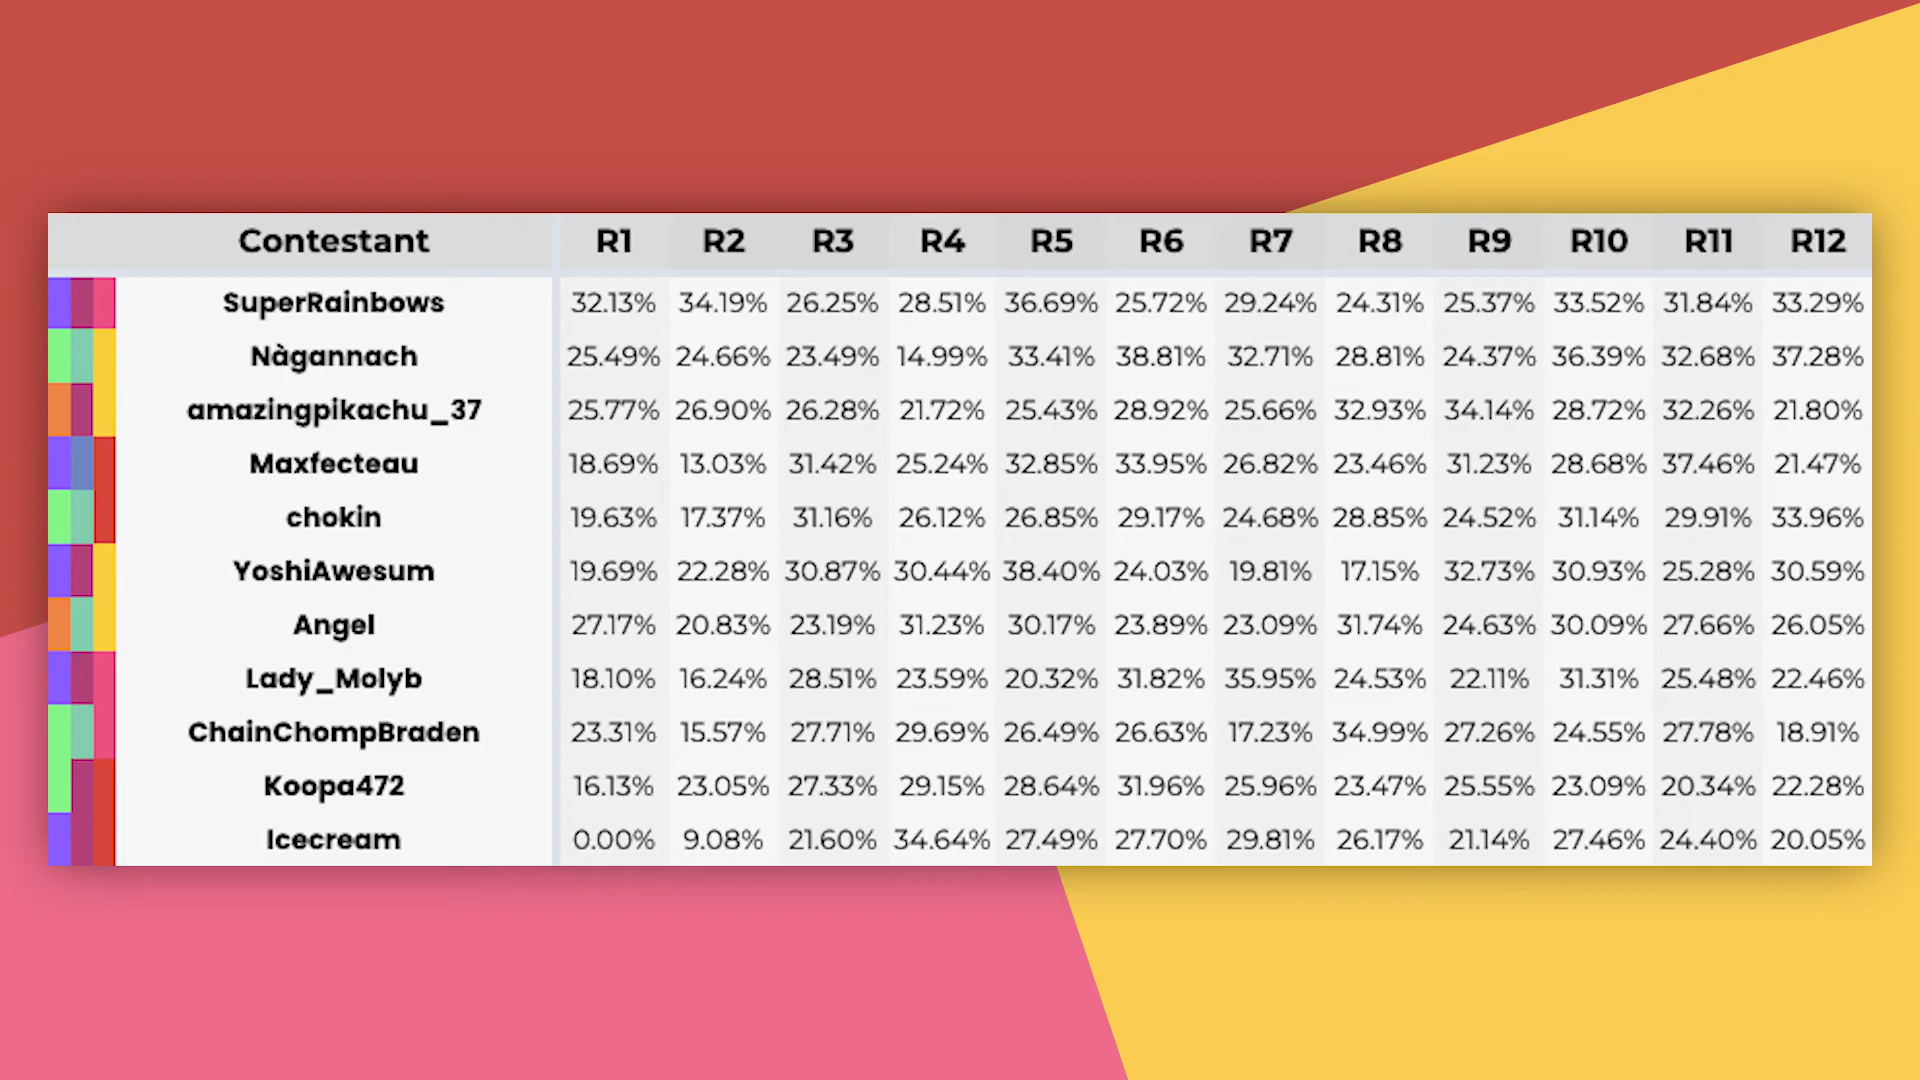 Contestant R1 R2 R3 R4 R5 R6 R7 R8 R9 R10 R11 R12
SuperRainbows 32.13% 34.19% 26.25% 28.51% 36.69% 25.72% 29.24% 24.31% 25.37% 33.52% 31.84% 33.29%
Nàgannach 25.49% 24.66% 23.49% 14.99% 33.41% 38.81% 32.71% 28.81% 24.37% 36.39% 32.68% 37.28%
amazingpikachu_37 25.77% 26.90% 26.28% 21.72% 25.43% 28.92% 25.66% 32.93% 34.14% 28.72% 32.26% 21.80%
Maxfecteau 18.69% 13.03% 31.42% 25.24% 32.85% 33.95% 26.82% 23.46% 31.23% 28.68% 37.46% 21.47%
chokin 19.63% 17.37% 31.16% 26.12% 26.85% 29.17% 24.68% 28.85% 24.52% 31.14% 29.91% 33.96%
YoshiAwesum 19.69% 22.28% 30.87% 30.44% 38.40% 24.03% 19.81% 17.15% 32.73% 30.93% 25.28% 30.59%
Angel 27.17% 20.83% 23.19% 31.23% 30.17% 23.89% 23.09% 31.74% 24.63% 30.09% 27.66% 26.05%
Lady_Molyb 18.10% 16.24% 28.51% 23.59% 20.32% 31.82% 35.95% 24.53% 22.11% 31.31% 25.48% 22.46%
ChainChompBraden 23.31% 15.57% 27.71% 29.69% 26.49% 26.63% 17.23% 34.99% 27.26% 24.55% 27.78% 18.91%
Koopa472 16.13% 23.05% 27.33% 29.15% 28.64% 31.96% 25.96% 23.47% 25.55% 23.09% 20.34% 22.28%
Icecream 0.00% 9.08% 21.60% 34.64% 27.49% 27.70% 29.81% 26.17% 21.14% 27.46% 24.40% 20.05%